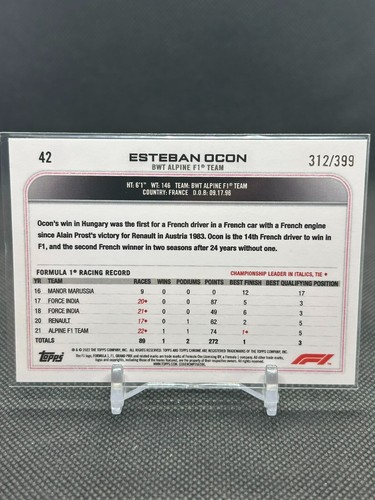 42 ESTEBAN OCON 312/399
BWT ALPINE F1® TEAM
HT: 6'1" WT: 146 TEAM: BWT ALPINE F1® TEAM
COUNTRY: FRANCE D.O.B: 09.17.96
Ocon's win in Hungary was the first for a French driver in a French car with a French engine
since Alain Prost's victory for Renault in Austria 1983. Ocon is the 14th French driver to win in
F1, and the second French winner in two seasons after 24 years without one.
FORMULA 1® RACING RECORD CHAMPIONSHIP LEADER IN ITALICS, TIE ♦
YR TEAM RACES WINS PODIUMS POINTS BEST FINISH BEST QUALIFYING POSITION
16 MANOR MARUSSIA 9 0 0 0 12 17
17 FORCE INDIA 20♦ 0 0 87 5 3
18 FORCE INDIA 21♦ 0 0 49 6 3
20 RENAULT 17♦ 0 1 62 2 5
21 ALPINE F1 TEAM 22♦ 1 1 74 1♦ 5
TOTALS 89 1 2 272 1 3
Topps
F1